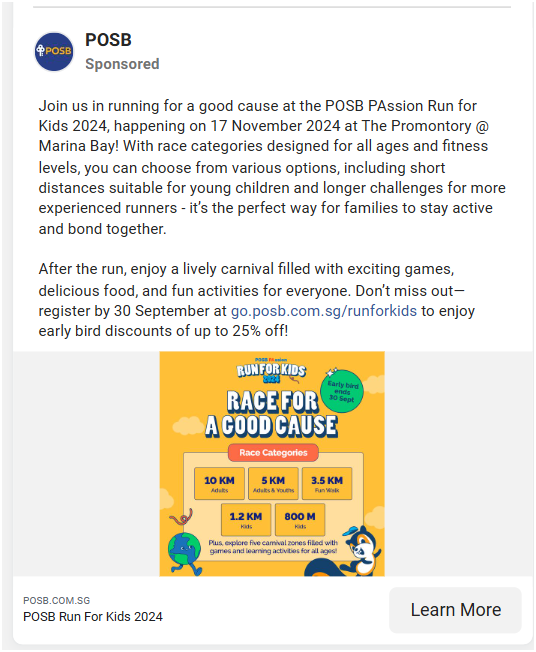 POSB
POSB
Sponsored
Join us in running for a good cause at the POSB PAssion Run for
Kids 2024, happening on 17 November 2024 at The Promontory @
Marina Bay! With race categories designed for all ages and fitness
levels, you can choose from various options, including short
distances suitable for young children and longer challenges for more
experienced runners - it's the perfect way for families to stay active
and bond together.
After the run, enjoy a lively carnival filled with exciting games,
delicious food, and fun activities for everyone. Don't miss out—
register by 30 September at go.posb.com.sg/runforkids to enjoy
early bird discounts of up to 25% off!
POSB PAssion
RUN FOR KIDS
2024
Early bird
ends
30 Sept
RACE FOR
A GOOD CAUSE
Race Categories
10 KM
Adults
5 KM
Adults & Youths
3.5 KM
Fun Walk
1.2 KM
Kids
800 M
Kids
Plus, explore five carnival zones filled with
games and learning activities for all ages!
POSB.COM.SG
POSB Run For Kids 2024
Learn More